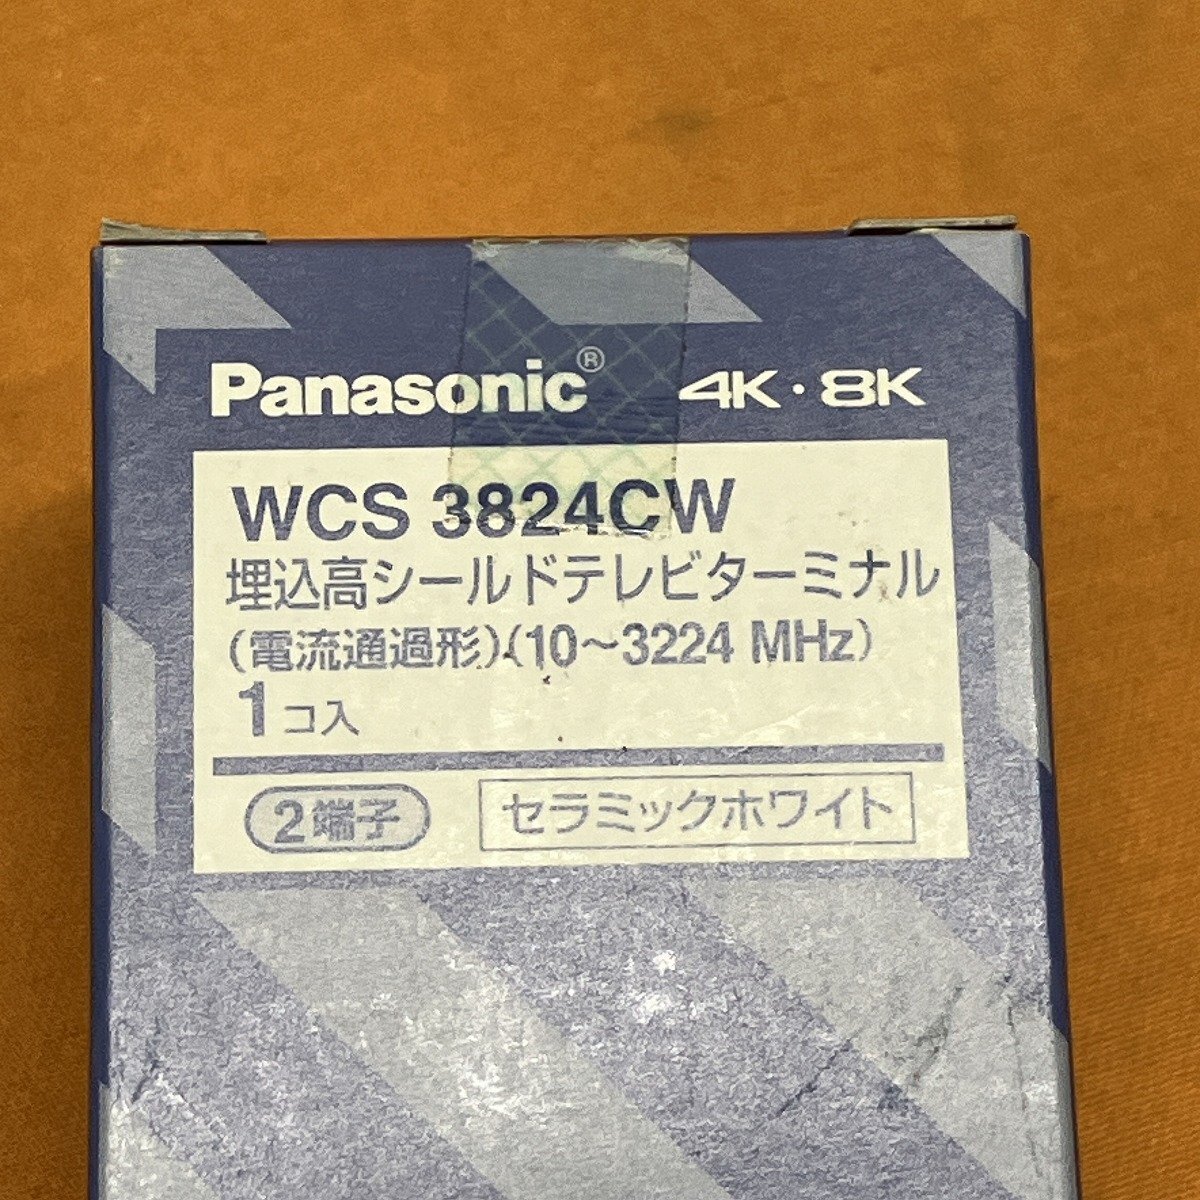 Panasonic® 4K・8K
WCS 3824CW
埋込高シールドテレビターミナル
(電流通過形)(10～3224 MHz)
1コ入
2端子 セラミックホワイト